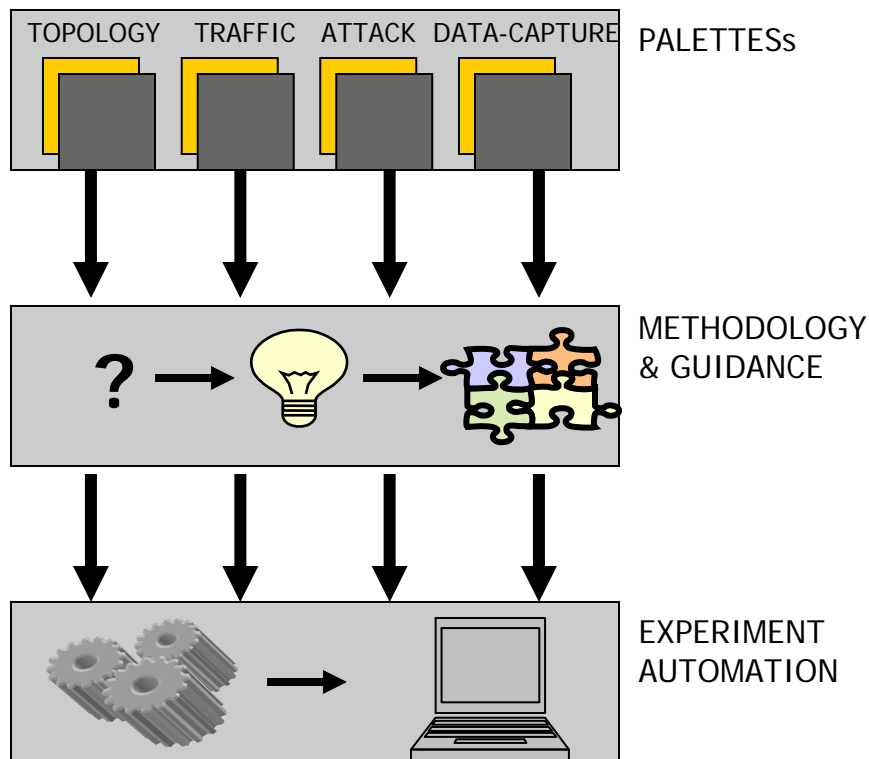 TOPOLOGY TRAFFIC ATTACK DATA-CAPTURE
PALETTESs
?
METHODOLOGY
& GUIDANCE
EXPERIMENT
AUTOMATION